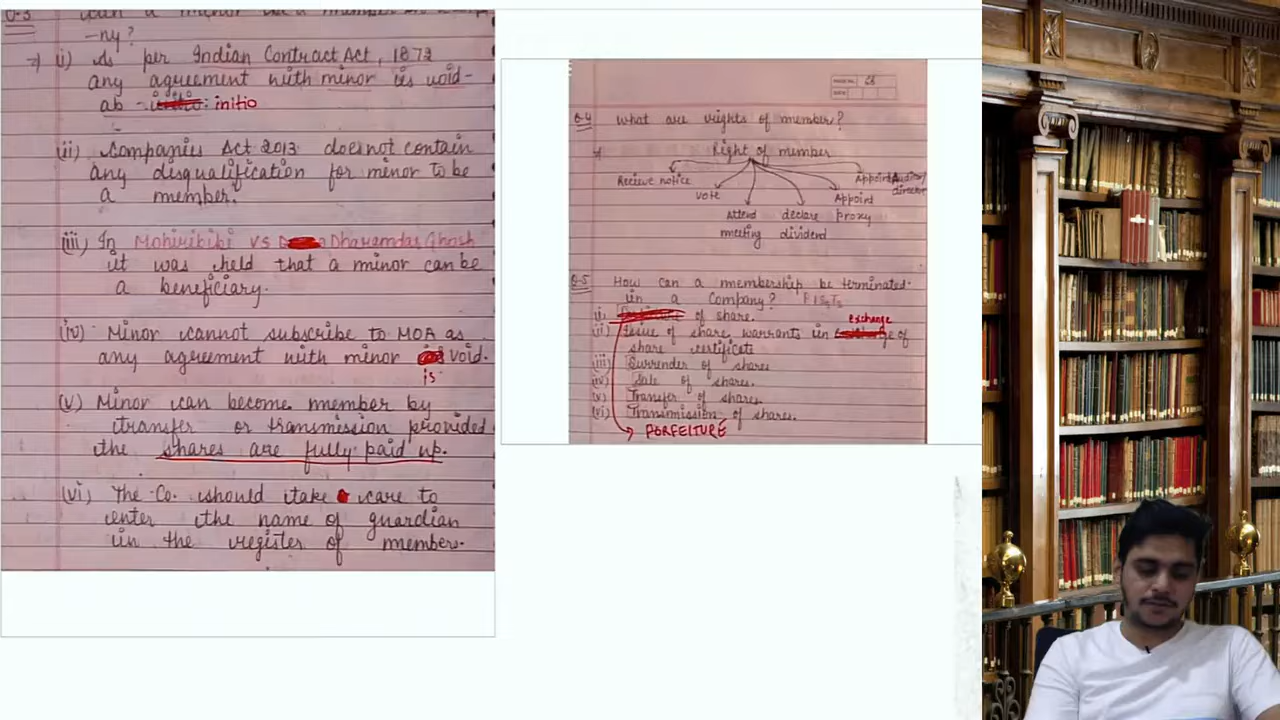 Q-3 can a minor be a member
-ny?
⇒ (i) As per Indian Contract Act, 1872
any agreement with minor is void-
ab - initio
(ii) Companies Act 2013 does not contain
any disqualification for minor to be
a member.
(iii) In Mohiribibi VS Dharamdas Ghosh
it was held that a minor can be
a beneficiary.
(iv) Minor cannot subscribe to MOA as
any agreement with minor void.
is
(v) Minor can become member by
transfer or transmission provided
the shares are fully paid up.
(vi) The Co. should take care to
enter the name of guardian
in the register of member.
PAGE NO.
DATE
Q-4 What are rights of member?
Right of member
Recieve notice
vote
Attend meeting
declare dividend
Appoint proxy
Appoint Auditor/ director
Q-5 How can a membership be terminated
in a Company?
(i) of share.
exchange
(ii) Issue of share warrants in of
share certificate
(iii) Surrender of shares
(iv) Sale of shares.
(v) Transfer of shares
(vi) Transmission of shares.
FORFEITURE